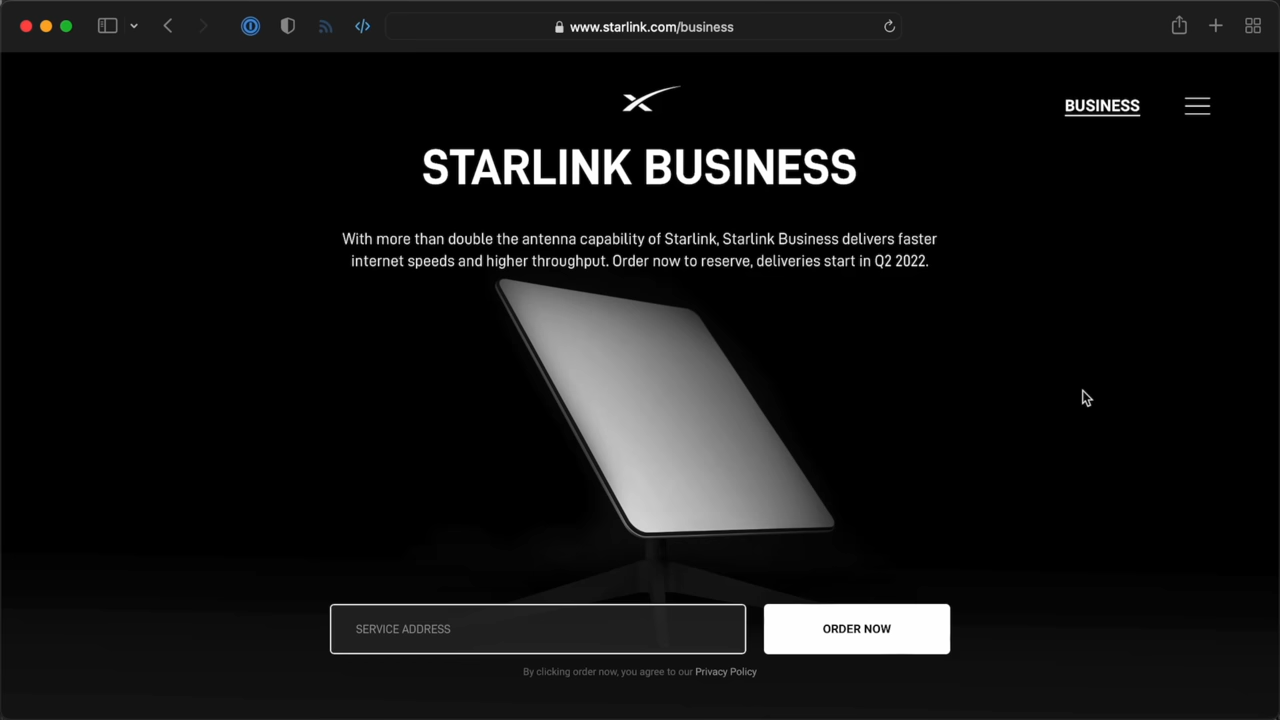 www.starlink.com/business
BUSINESS
STARLINK BUSINESS
With more than double the antenna capability of Starlink, Starlink Business delivers faster
internet speeds and higher throughput. Order now to reserve, deliveries start in Q2 2022.
SERVICE ADDRESS
ORDER NOW
By clicking order now, you agree to our Privacy Policy